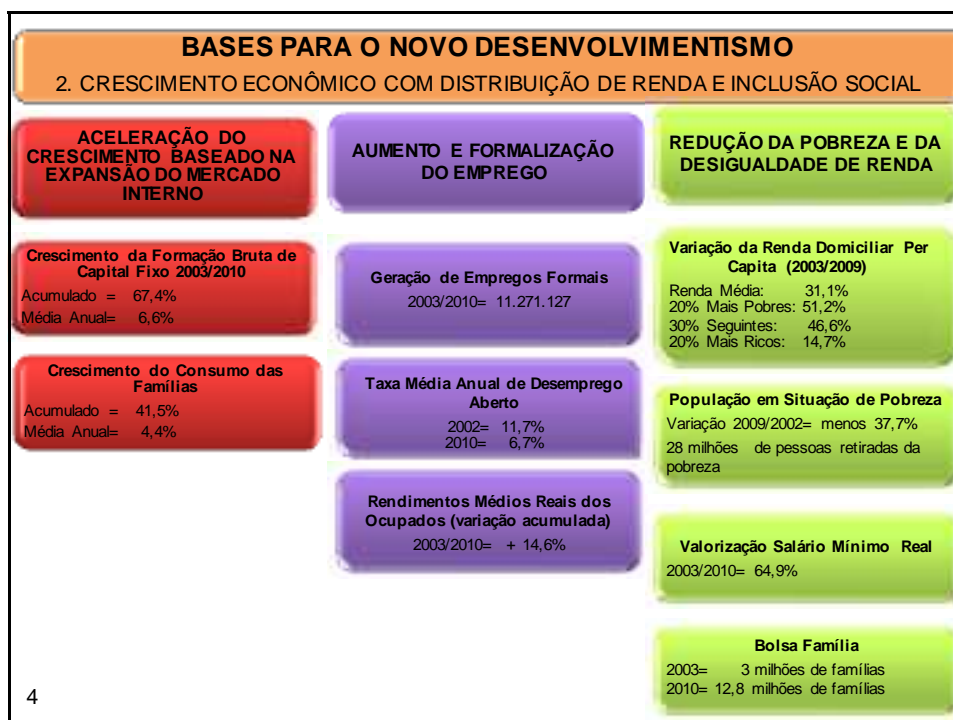 BASES PARA O NOVO DESENVOLVIMENTISMO
2. CRESCIMENTO ECONÔMICO COM DISTRIBUIÇÃO DE RENDA E INCLUSÃO SOCIAL
ACELERAÇÃO DO
CRESCIMENTO BASEADO NA
EXPANSÃO DO MERCADO
INTERNO
Crescimento da Formação Bruta de
Capital Fixo 2003/2010
Acumulado = 67,4%
Média Anual= 6,6%
Crescimento do Consumo das
Famílias
Acumulado = 41,5%
Média Anual= 4,4%
AUMENTO E FORMALIZAÇÃO
DO EMPREGO
Geração de Empregos Formais
2003/2010= 11.271.127
Taxa Média Anual de Desemprego
Aberto
2002= 11,7%
2010= 6,7%
Rendimentos Médios Reais dos
Ocupados (variação acumulada)
2003/2010= + 14,6%
REDUÇÃO DA POBREZA E DA
DESIGUALDADE DE RENDA
Variação da Renda Domiciliar Per
Capita (2003/2009)
Renda Média: 31,1%
20% Mais Pobres: 51,2%
30% Seguintes: 46,6%
20% Mais Ricos: 14,7%
População em Situação de Pobreza
Variação 2009/2002= menos 37,7%
28 milhões de pessoas retiradas da
pobreza
Valorização Salário Mínimo Real
2003/2010= 64,9%
Bolsa Família
2003= 3 milhões de famílias
2010= 12,8 milhões de famílias
4